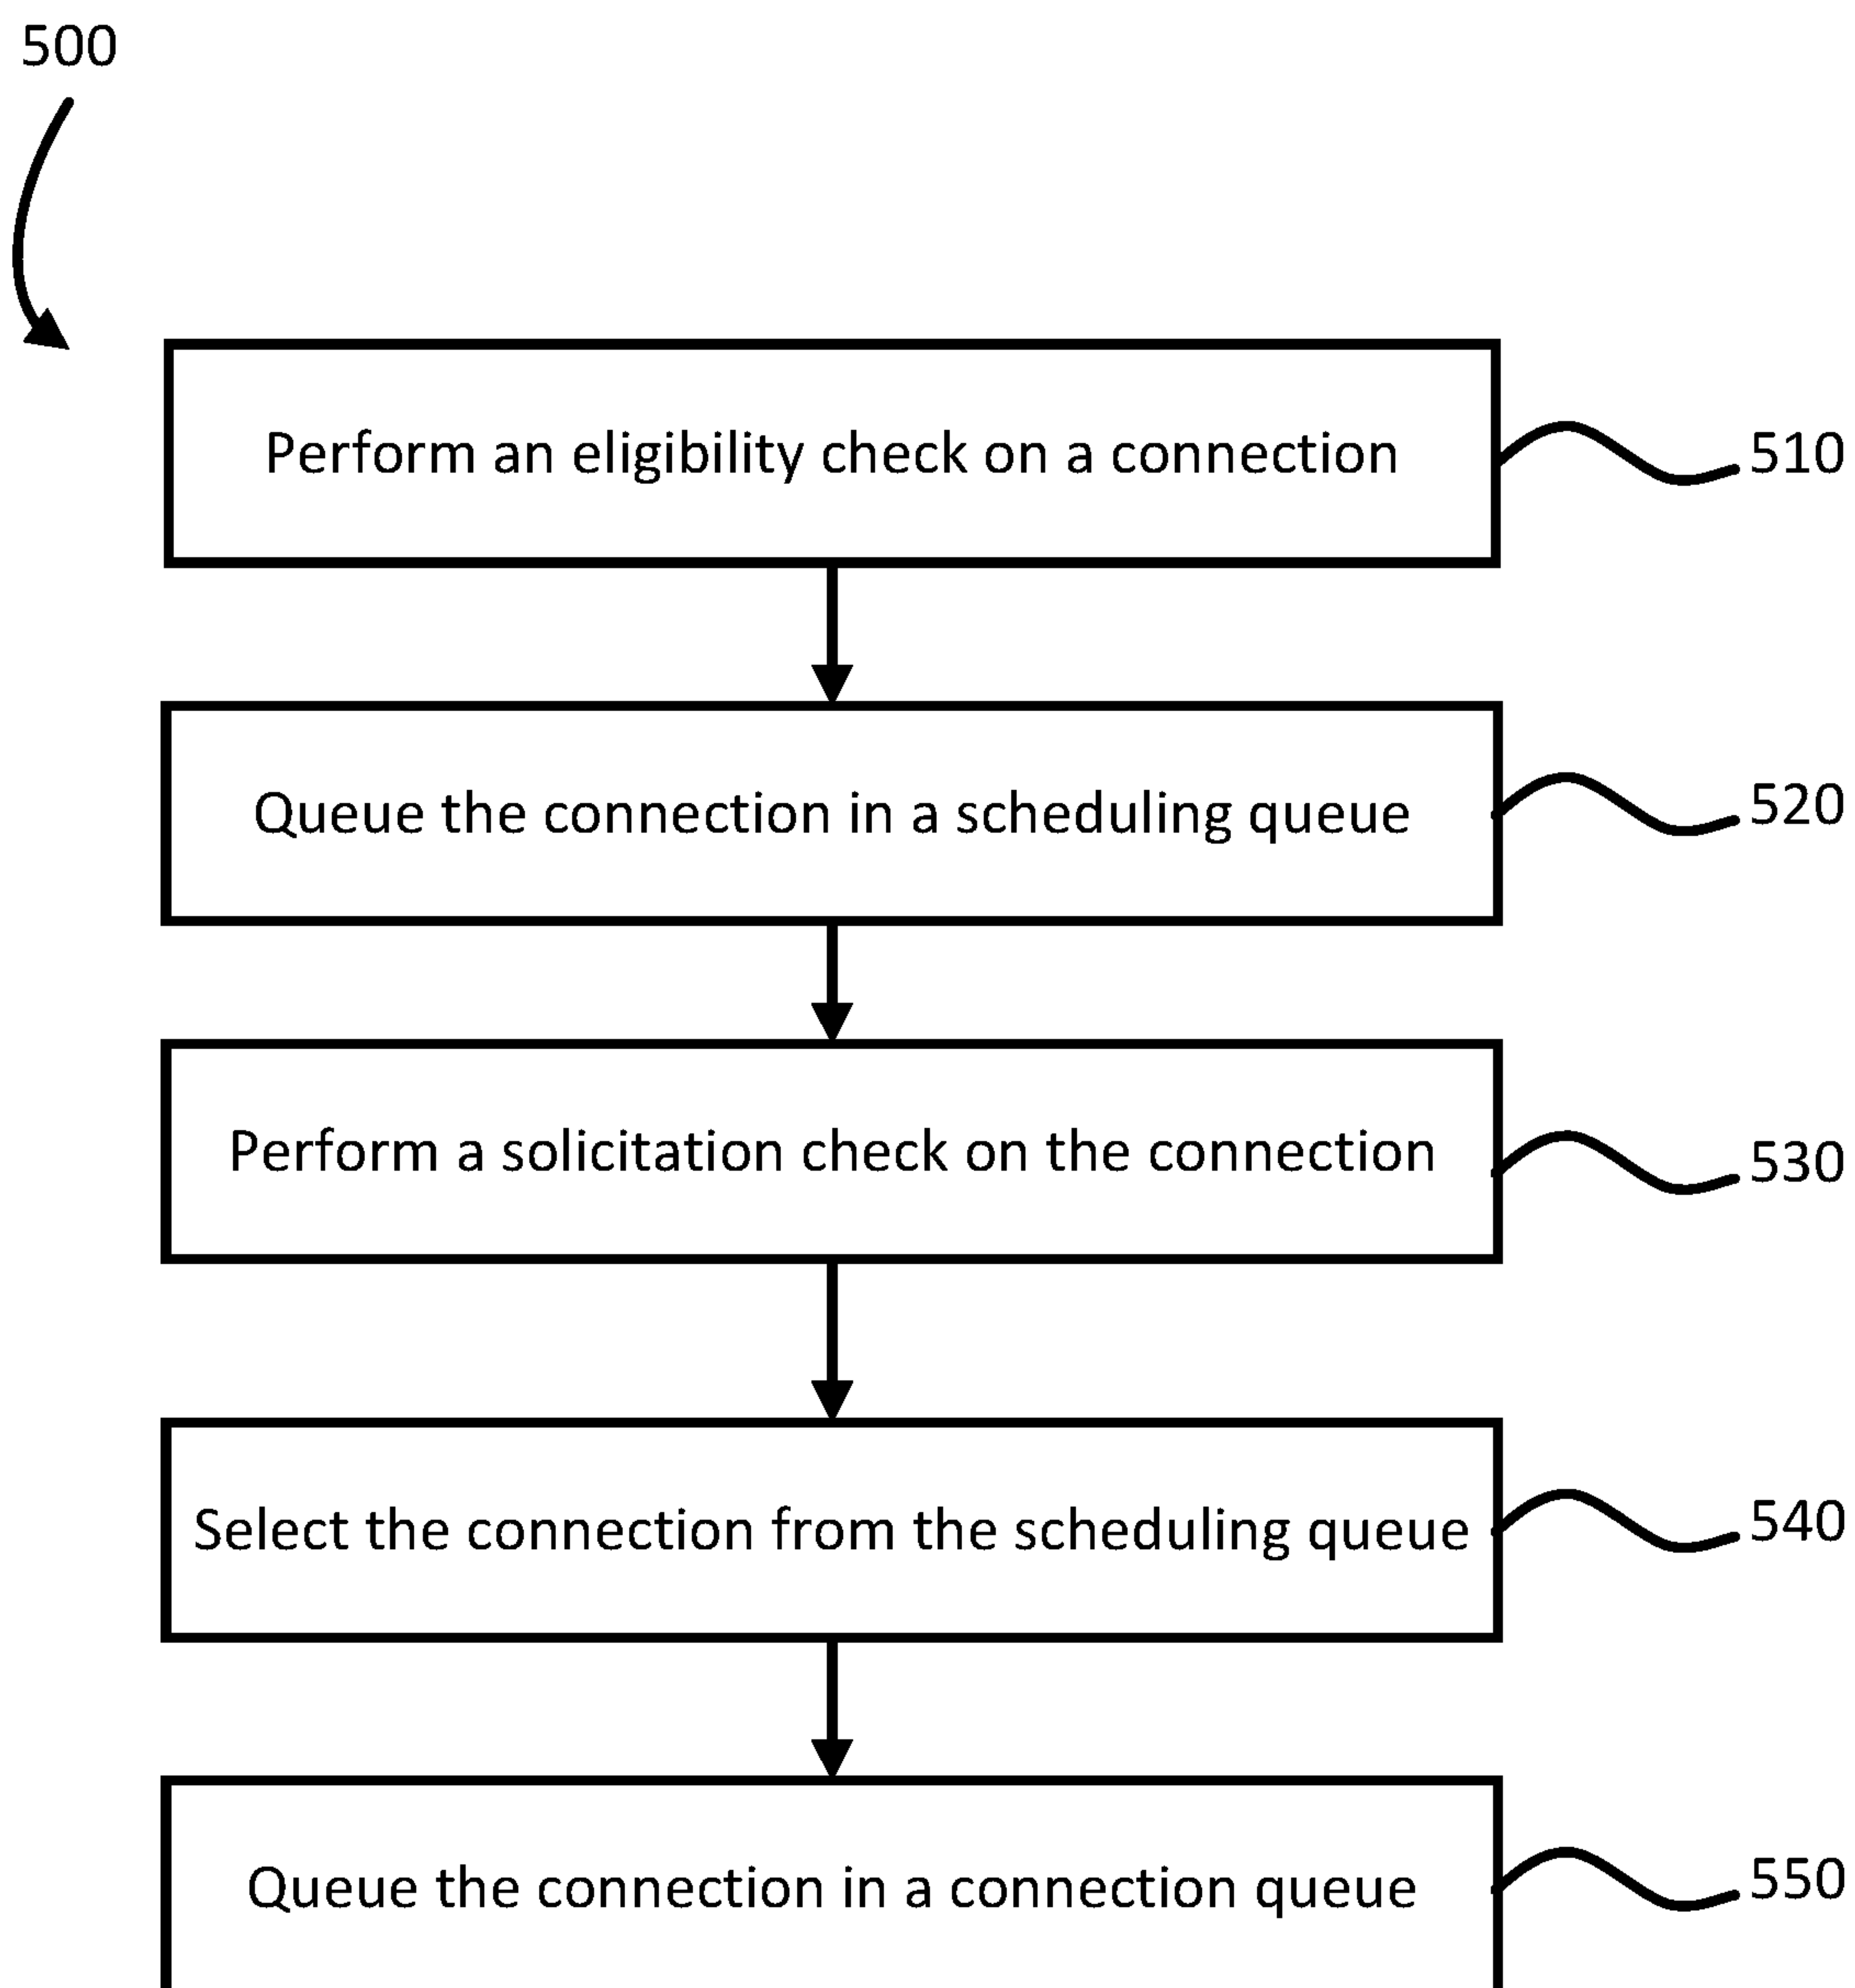 500
Perform an eligibility check on a connection
510
Queue the connection in a scheduling queue
520
Perform a solicitation check on the connection
530
Select the connection from the scheduling queue
540
Queue the connection in a connection queue
550